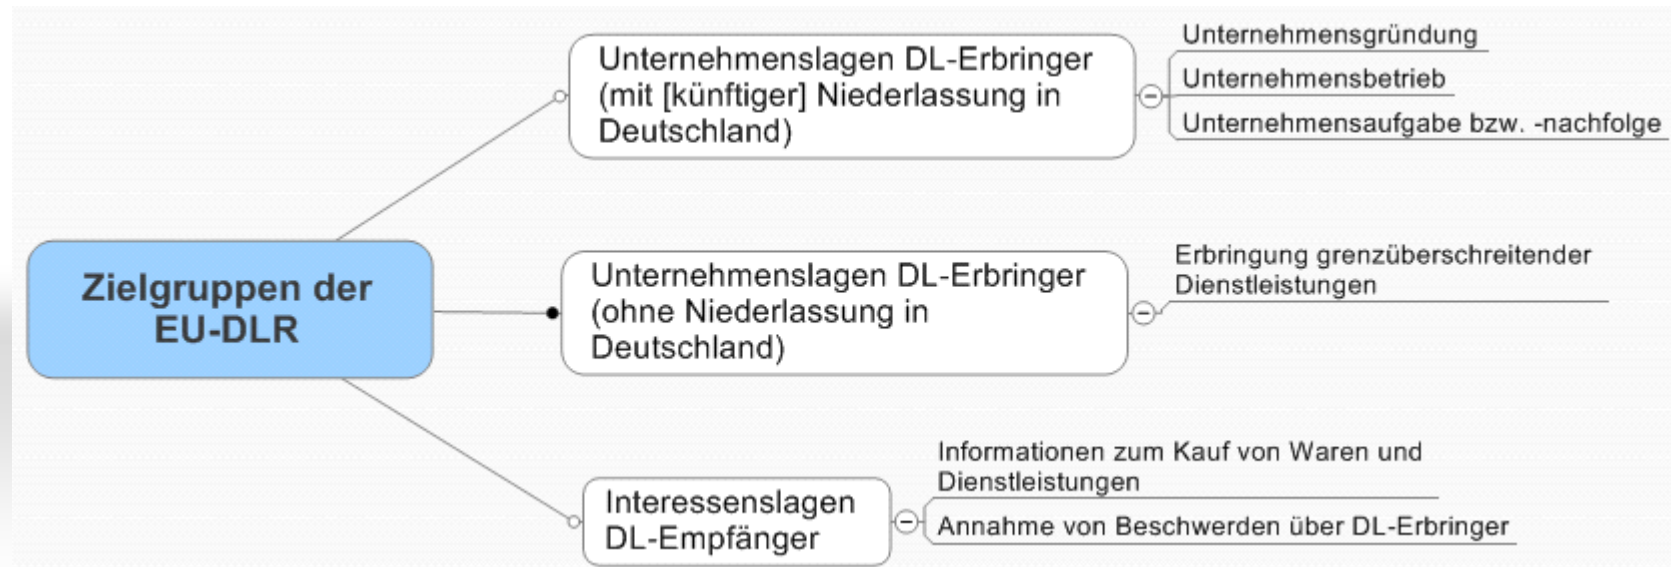 Zielgruppen der
EU-DLR
Unternehmenslagen DL-Erbringer
(mit [künftiger] Niederlassung in
Deutschland)
Unternehmensgründung
Unternehmensbetrieb
Unternehmensaufgabe bzw. -nachfolge
Unternehmenslagen DL-Erbringer
(ohne Niederlassung in
Deutschland)
Erbringung grenzüberschreitender
Dienstleistungen
Interessenslagen
DL-Empfänger
Informationen zum Kauf von Waren und
Dienstleistungen
Annahme von Beschwerden über DL-Erbringer